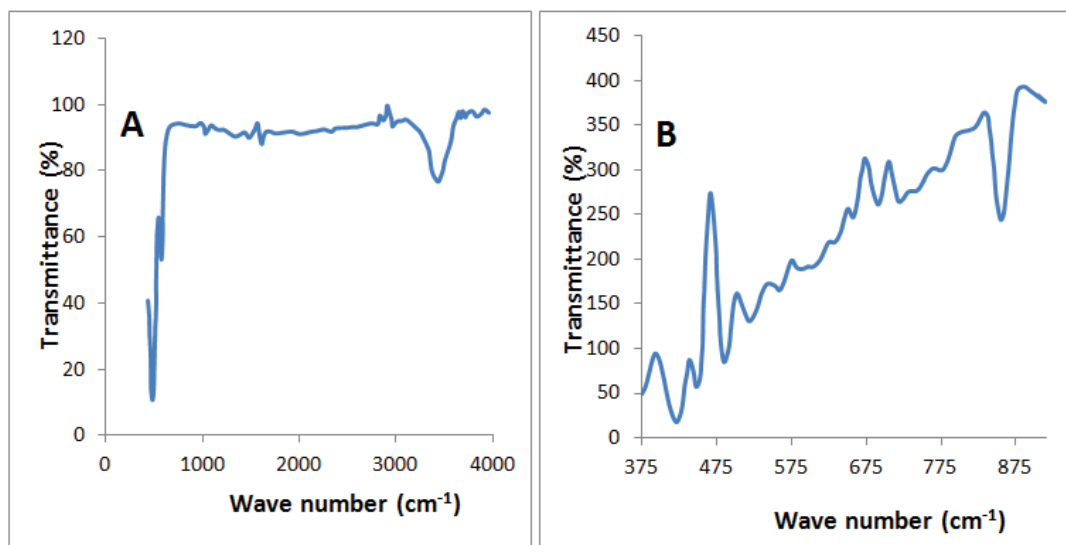 A
Transmittance (%)
120
100
80
60
40
20
0
0 1000 2000 3000 4000
Wave number (cm-1)
B
Transmittance (%)
450
400
350
300
250
200
150
100
50
0
375 475 575 675 775 875
Wave number (cm-1)